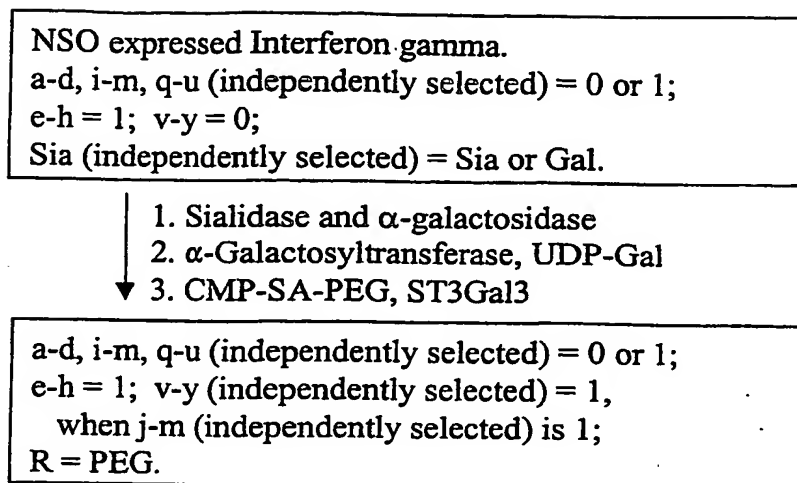 NSO expressed Interferon gamma.
a-d, i-m, q-u (independently selected) = 0 or 1;
e-h = 1; v-y = 0;
Sia (independently selected) = Sia or Gal.
1. Sialidase and α-galactosidase
2. α-Galactosyltransferase, UDP-Gal
3. CMP-SA-PEG, ST3Gal3
a-d, i-m, q-u (independently selected) = 0 or 1;
e-h = 1; v-y (independently selected) = 1,
when j-m (independently selected) is 1;
R = PEG.